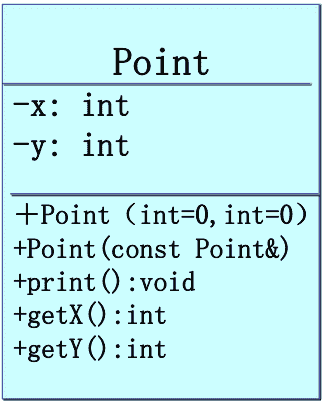 Point
-x: int
-y: int
+Point (int=0,int=0)
+Point(const Point&)
+print():void
+getX():int
+getY():int